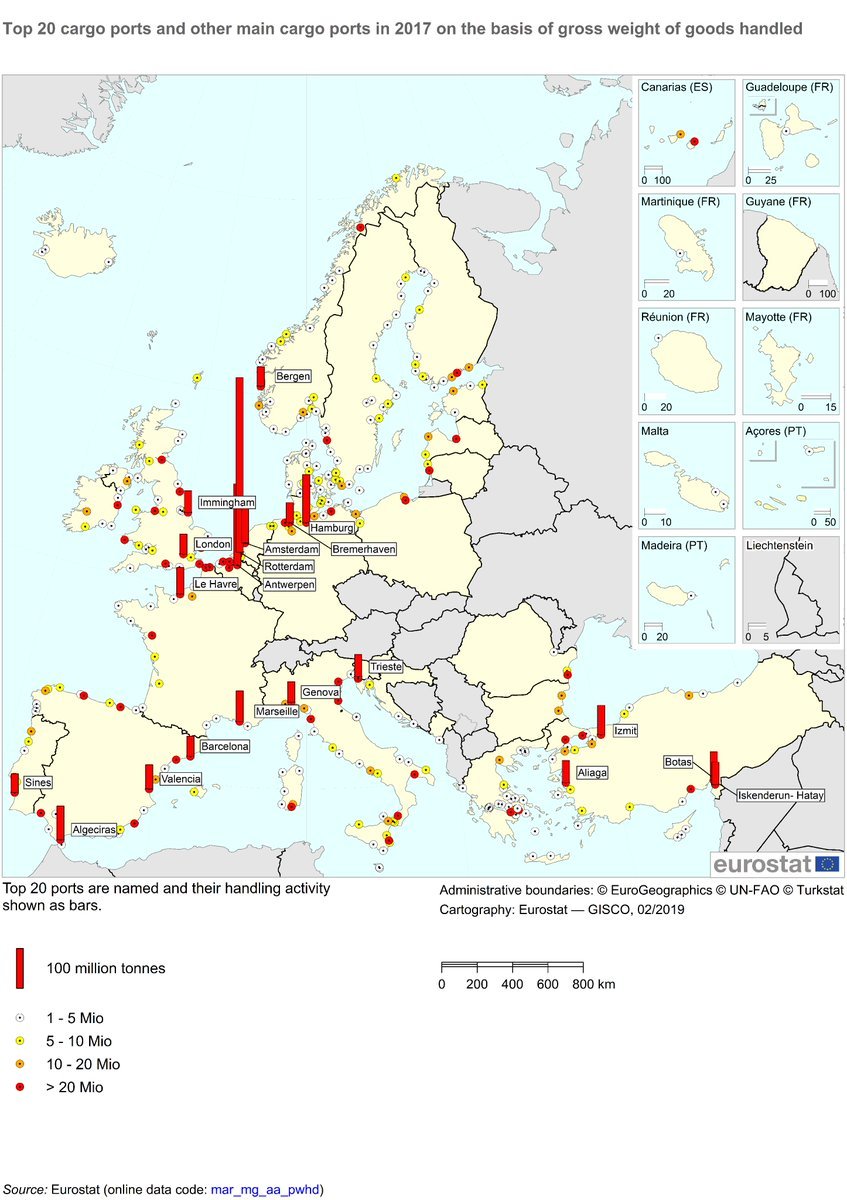 Top 20 cargo ports and other main cargo ports in 2017 on the basis of gross weight of goods handled
Canarias (ES)
0 100
Guadeloupe (FR)
0 25
Martinique (FR)
0 20
Guyane (FR)
0 100
Réunion (FR)
0 20
Mayotte (FR)
0 15
Malta
0 10
Açores (PT)
0 50
Madeira (PT)
0 20
Liechtenstein
0 5
Bergen
Immingham
Hamburg
London
Amsterdam
Bremerhaven
Rotterdam
Le Havre
Antwerpen
Trieste
Genova
Marseille
Izmit
Barcelona
Botas
Aliaga
Valencia
Sines
Iskenderun- Hatay
Algeciras
eurostat
Top 20 ports are named and their handling activity
shown as bars.
Administrative boundaries: © EuroGeographics © UN-FAO © Turkstat
Cartography: Eurostat — GISCO, 02/2019
100 million tonnes
0 200 400 600 800 km
1 - 5 Mio
5 - 10 Mio
10 - 20 Mio
> 20 Mio
Source: Eurostat (online data code: mar_mg_aa_pwhd)